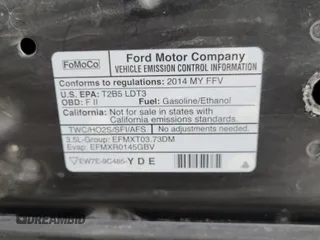 FoMoCo
Ford Motor Company
VEHICLE EMISSION CONTROL INFORMATION
Conforms to regulations: 2014 MY FFV
U.S. EPA: T2B5 LDT3
OBD: F II Fuel: Gasoline/Ethanol
California: Not for sale in states with
California emissions standards.
TWC/HO2S/SFI/AFS No adjustments needed.
3.5L-Group: EFMXT03.73DM
Evap: EFMXR0145GBV
EW7E-9C485- Y D E
DREAMBID